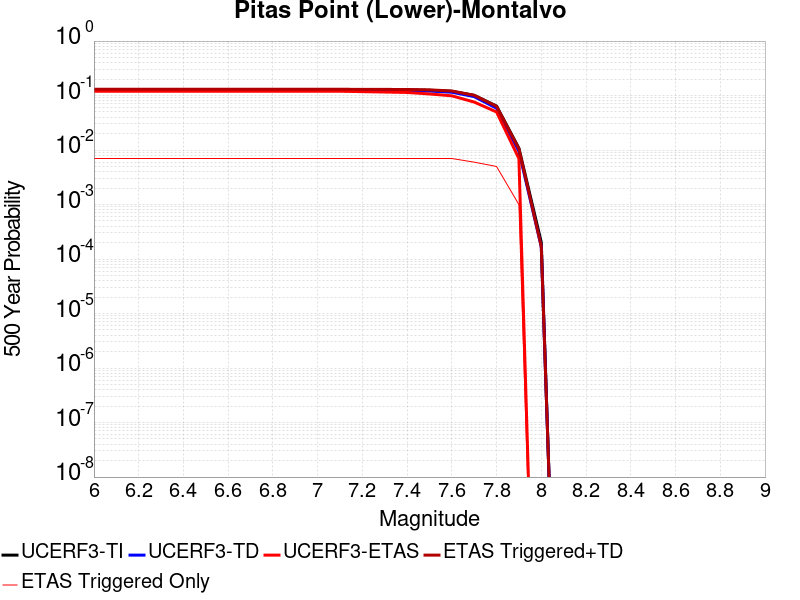 Pitas Point (Lower)-Montalvo
10^0
10^-1
10^-2
10^-3
10^-4
10^-5
10^-6
10^-7
10^-8
500 Year Probability
6 6.2 6.4 6.6 6.8 7 7.2 7.4 7.6 7.8 8 8.2 8.4 8.6 8.8 9
Magnitude
UCERF3-TI UCERF3-TD UCERF3-ETAS ETAS Triggered+TD
ETAS Triggered Only